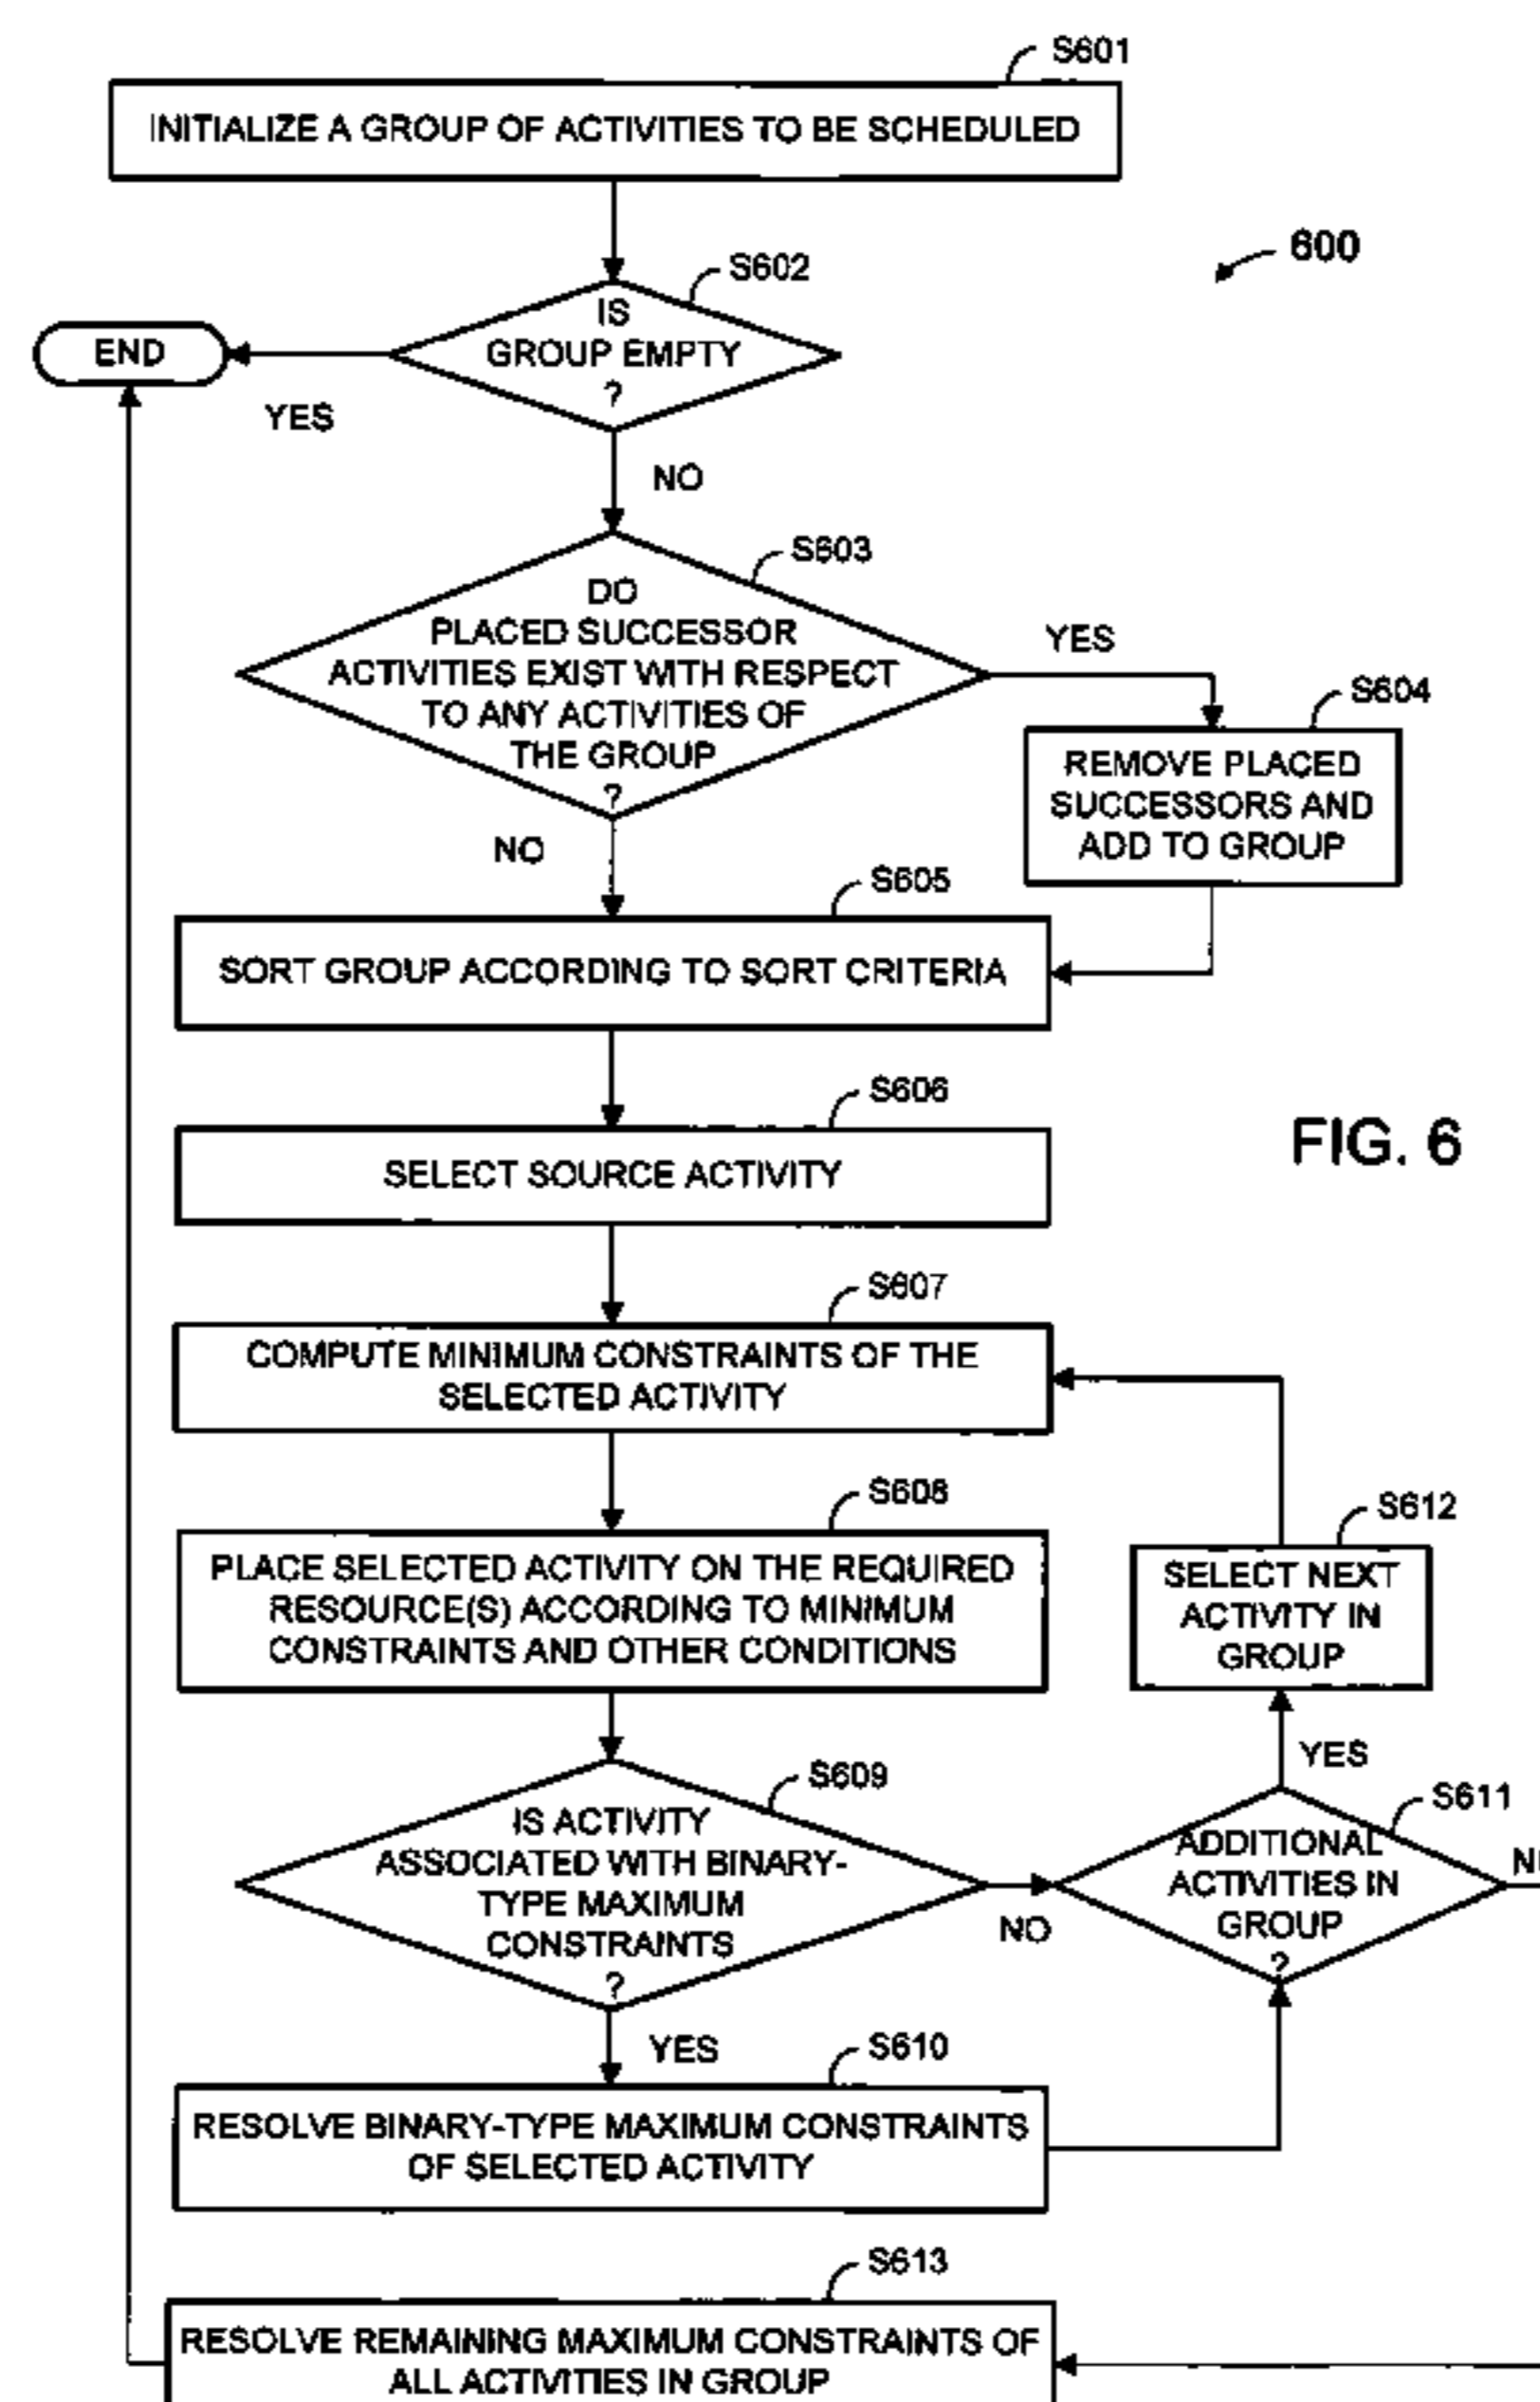 S601
INITIALIZE A GROUP OF ACTIVITIES TO BE SCHEDULED
600
S602
IS
GROUP EMPTY
?
END
YES
NO
S603
DO
PLACED SUCCESSOR
ACTIVITIES EXIST WITH RESPECT
TO ANY ACTIVITIES OF
THE GROUP
?
YES
S604
REMOVE PLACED
SUCCESSORS AND
ADD TO GROUP
NO
S605
SORT GROUP ACCORDING TO SORT CRITERIA
S606
SELECT SOURCE ACTIVITY
FIG. 6
S607
COMPUTE MINIMUM CONSTRAINTS OF THE
SELECTED ACTIVITY
S608
PLACE SELECTED ACTIVITY ON THE REQUIRED
RESOURCE(S) ACCORDING TO MINIMUM
CONSTRAINTS AND OTHER CONDITIONS
S612
SELECT NEXT
ACTIVITY IN
GROUP
YES
S609
IS ACTIVITY
ASSOCIATED WITH BINARY-
TYPE MAXIMUM
CONSTRAINTS
?
NO
S611
ADDITIONAL
ACTIVITIES IN
GROUP
?
YES
S610
RESOLVE BINARY-TYPE MAXIMUM CONSTRAINTS
OF SELECTED ACTIVITY
S613
RESOLVE REMAINING MAXIMUM CONSTRAINTS OF
ALL ACTIVITIES IN GROUP